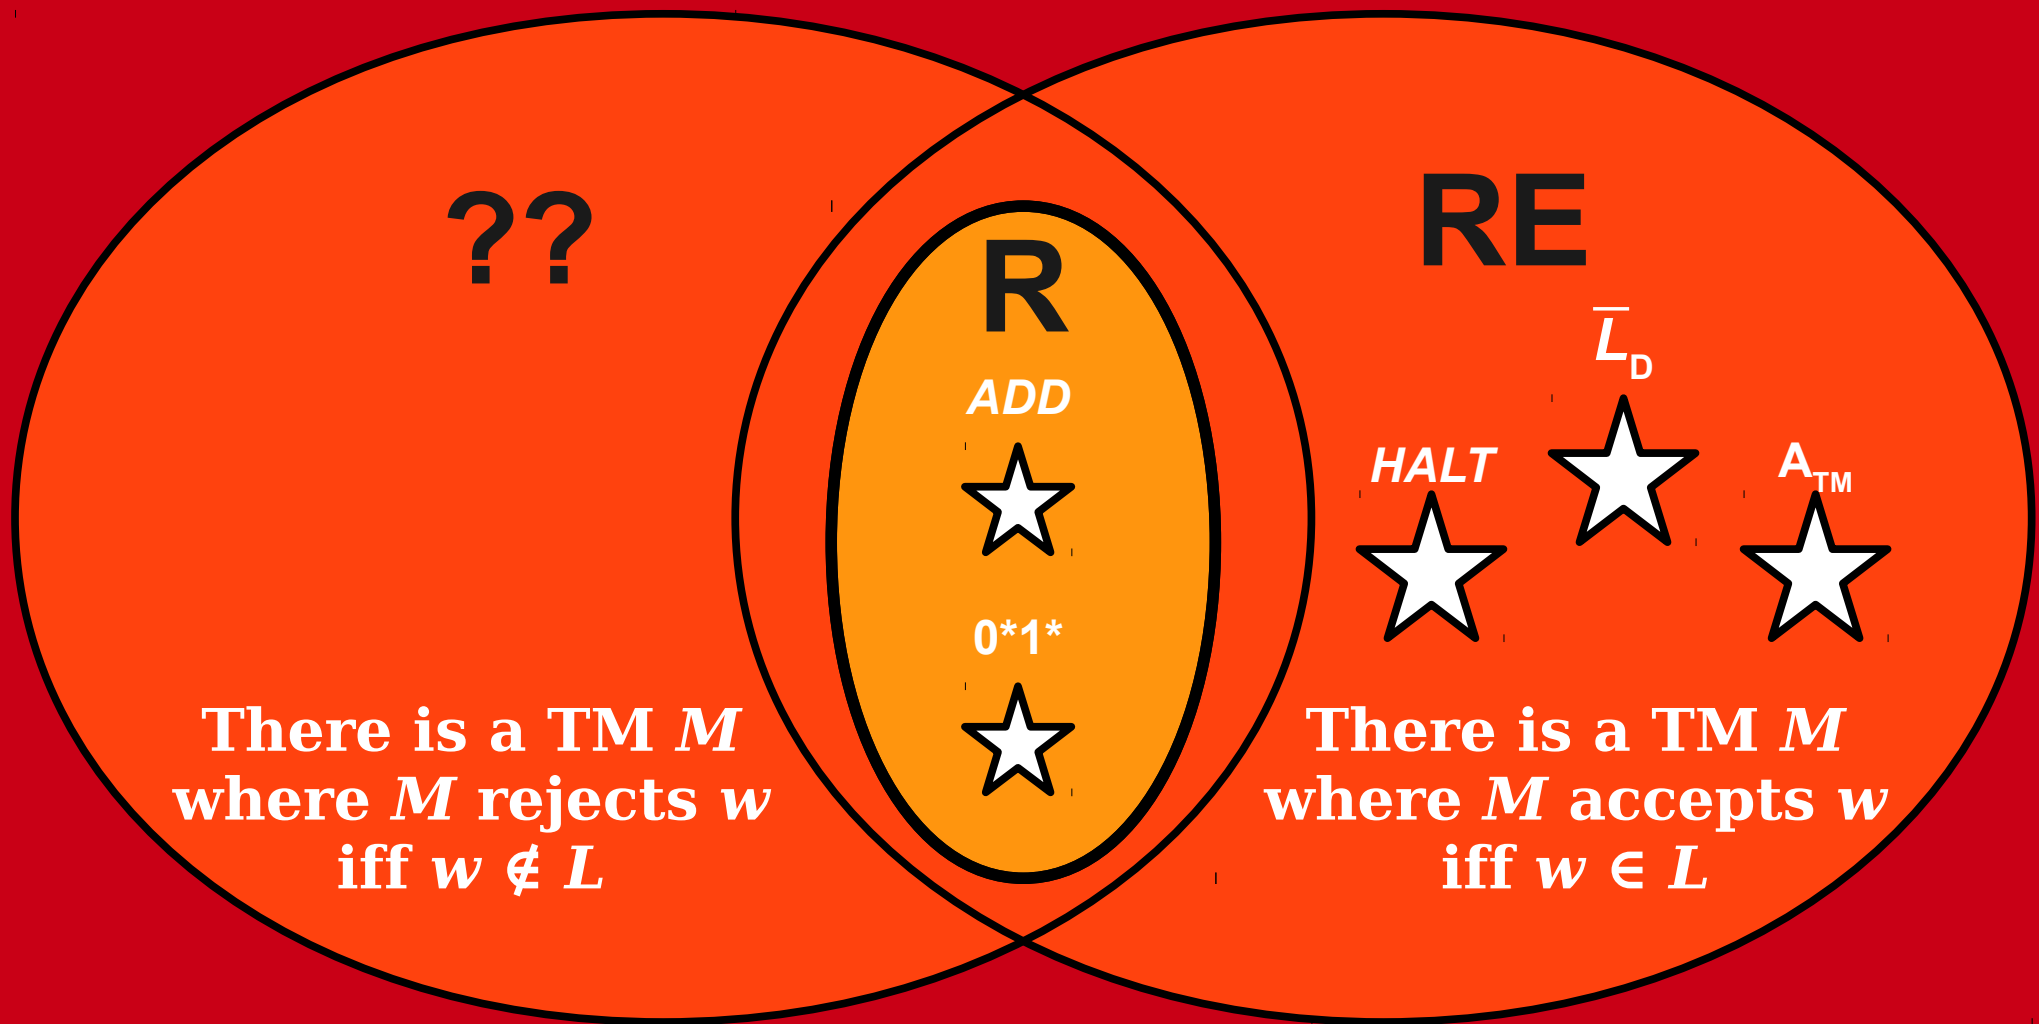 ??
R
RE
ADD
0*1*
HALT
L̅D
ATM
There is a TM M
where M rejects w
iff w ∉ L
There is a TM M
where M accepts w
iff w ∈ L